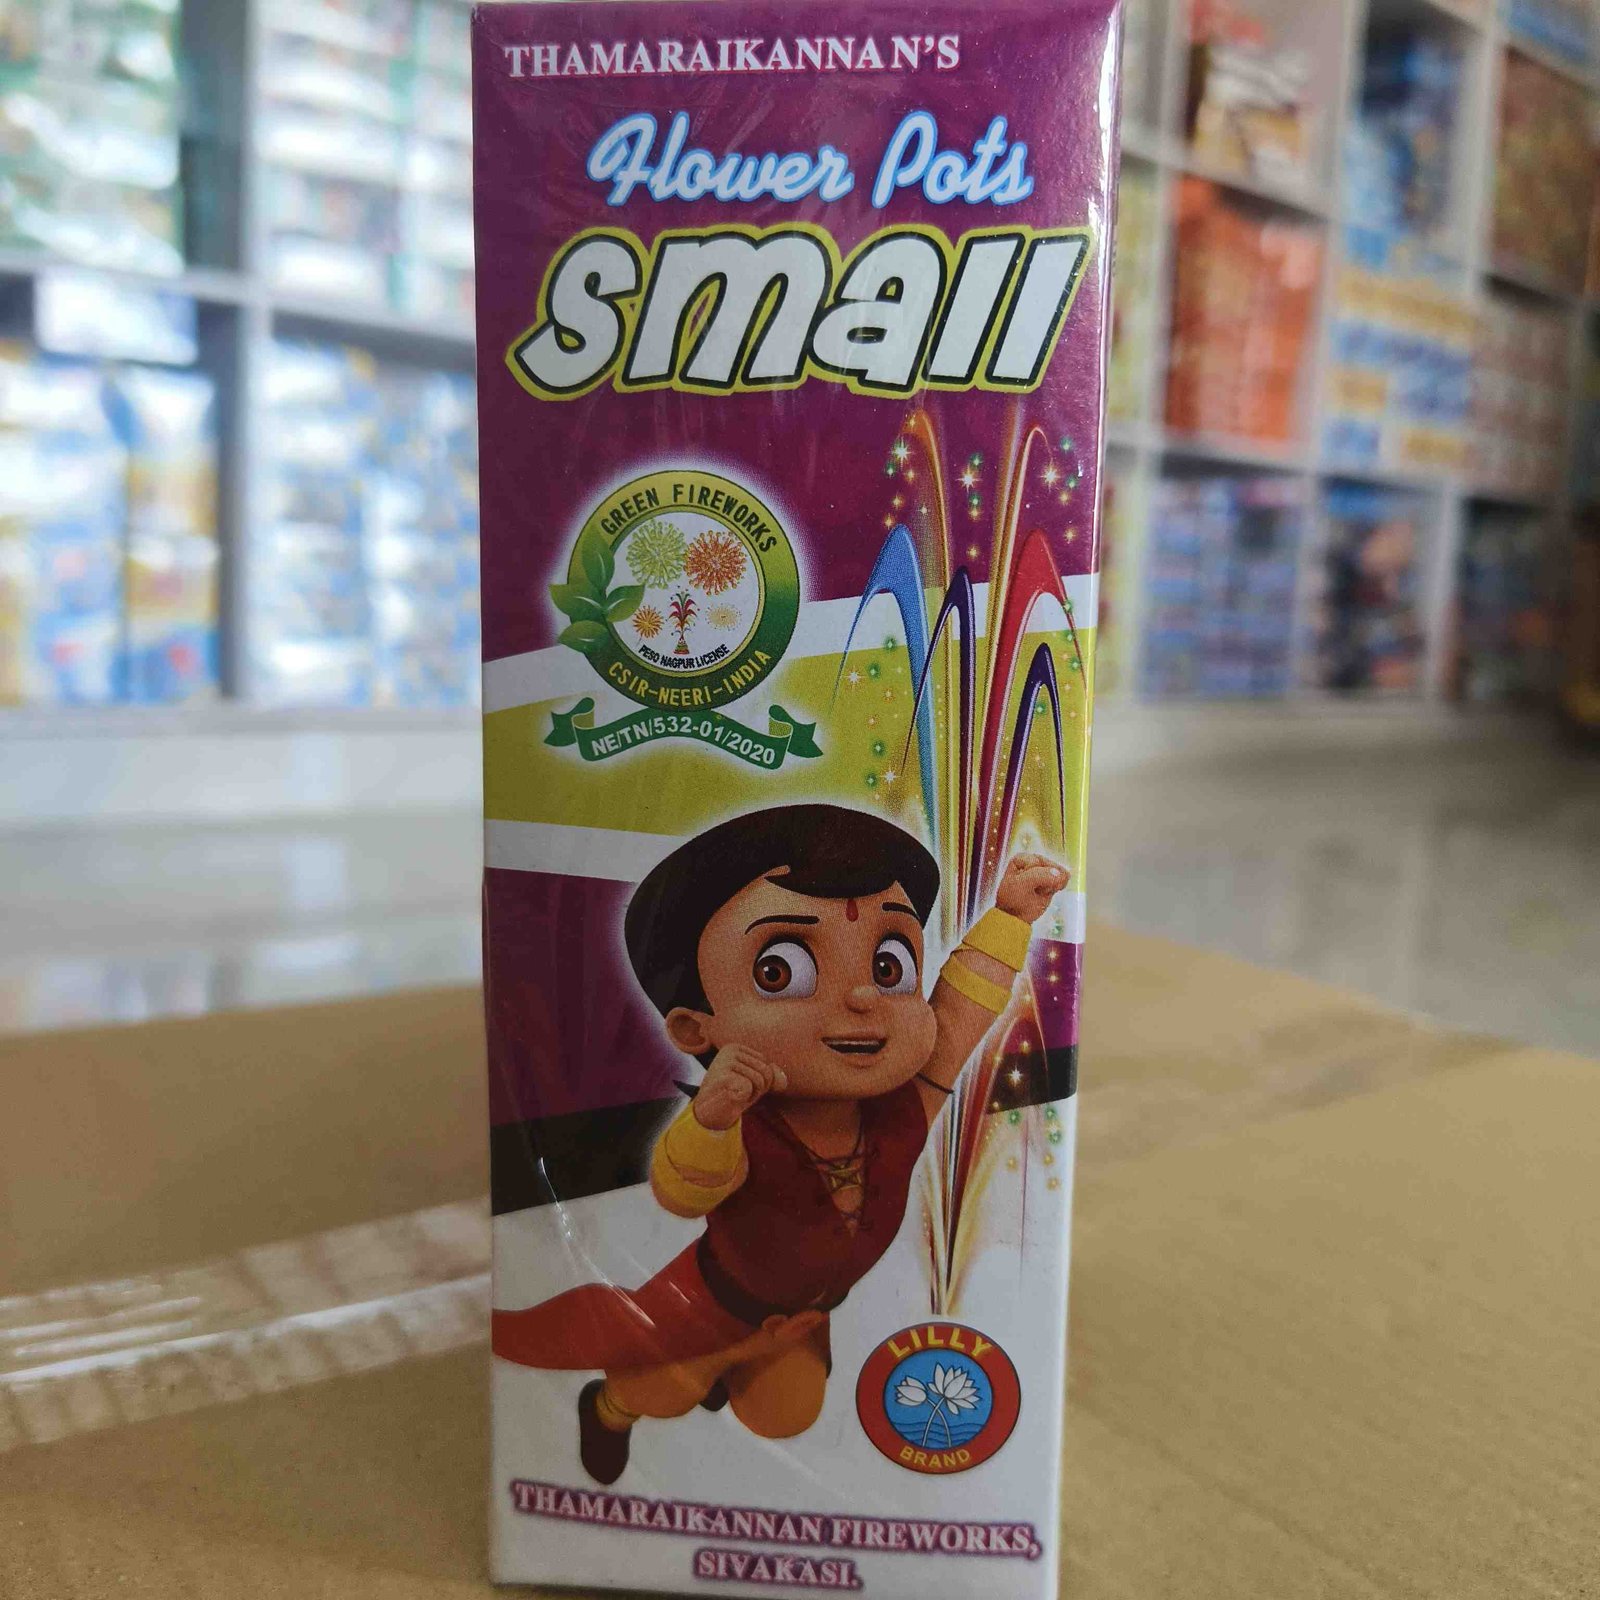 THAMARAIKANNAN'S
Flower Pots
small
GREEN FIREWORKS
PESO NAGPUR LICENSE
CSIR-NEERI-INDIA
NE/TN/532-01/2020
LILLY
BRAND
THAMARAIKANNAN FIREWORKS,
SIVAKASI.